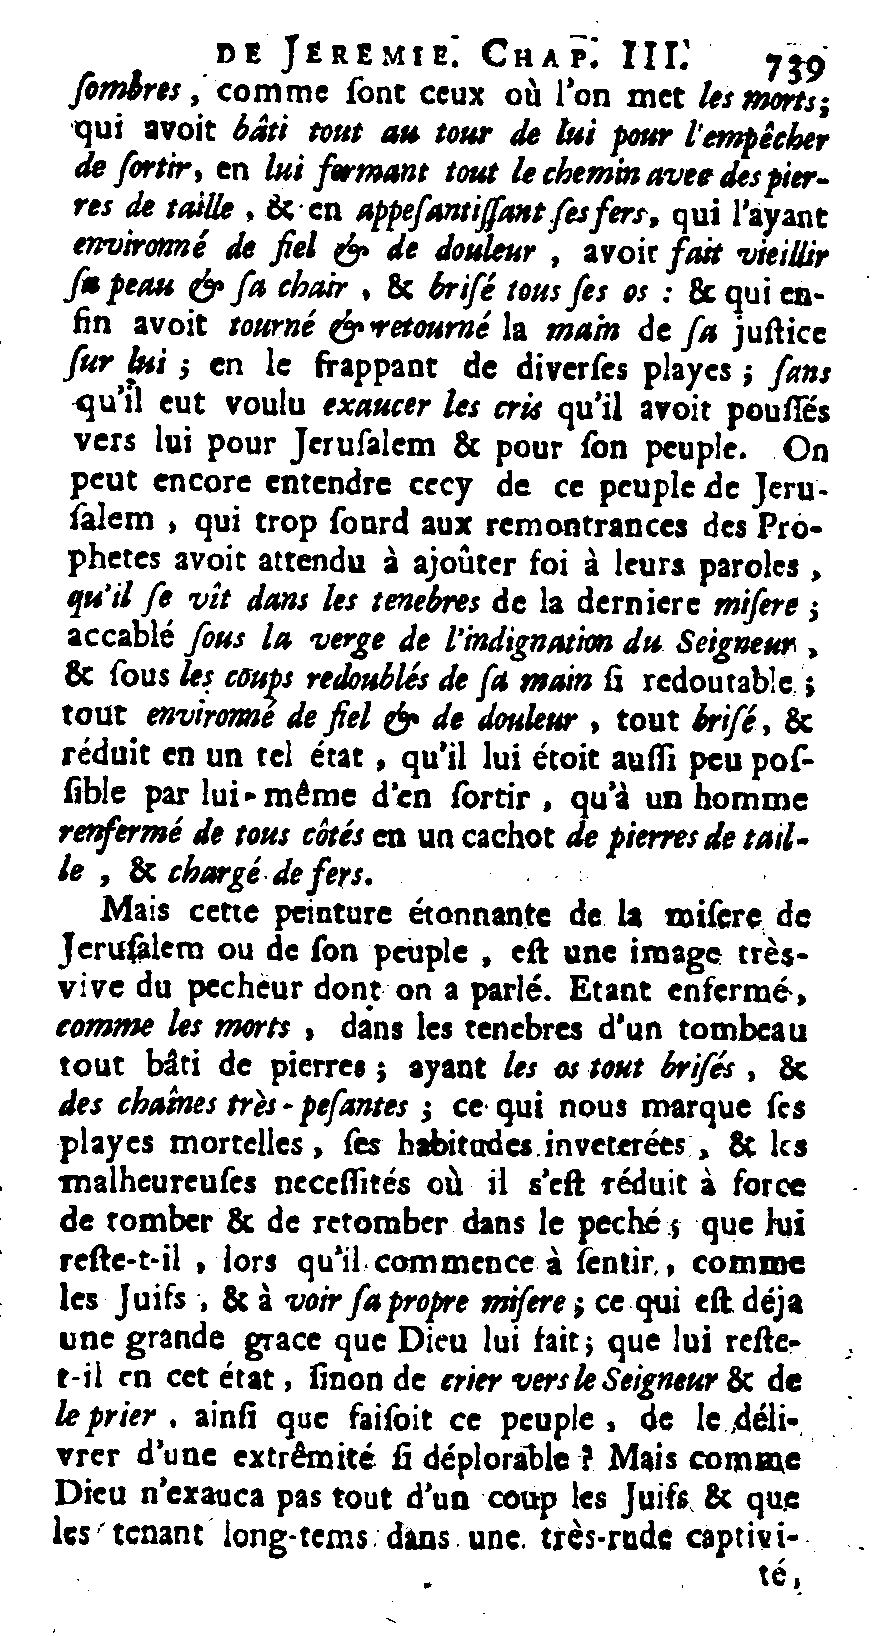 DE JEREMIE. CHAP. III. 739
ſombres, comme ſont ceux où l'on met les morts;
qui avoit bâti tout au tour de lui pour l'empêcher
de ſortir, en lui fermant tout le chemin avec des pier-
res de taille, & en appeſantiſſant ſes fers, qui l'ayant
environné de fiel & de douleur, avoit fait vieillir
ſa peau & ſa chair, & briſé tous ſes os : & qui en-
fin avoit tourné & retourné la main de ſa juſtice
ſur lui ; en le frappant de diverſes playes ; ſans
qu'il eut voulu exaucer les cris qu'il avoit pouſſés
vers lui pour Jeruſalem & pour ſon peuple. On
peut encore entendre cecy de ce peuple de Jeru-
ſalem, qui trop ſourd aux remontrances des Pro-
phetes avoit attendu à ajoûter foi à leurs paroles,
qu'il ſe vît dans les tenebres de la derniere miſere ;
accablé ſous la verge de l'indignation du Seigneur,
& ſous les coups redoublés de ſa main ſi redoutable ;
tout environné de fiel & de douleur, tout briſé, &
réduit en un tel état, qu'il lui étoit auſſi peu poſ-
ſible par lui-même d'en ſortir, qu'à un homme
renfermé de tous côtés en un cachot de pierres de tail-
le, & chargé de fers.
Mais cette peinture étonnante de la miſere de
Jeruſalem ou de ſon peuple, eſt une image très-
vive du pecheur dont on a parlé. Etant enfermé,
comme les morts, dans les tenebres d'un tombeau
tout bâti de pierres ; ayant les os tout briſés, &
des chaînes très-peſantes ; ce qui nous marque ſes
playes mortelles, ſes habitudes inveterées, & les
malheureuſes neceſſités où il s'eſt réduit à force
de tomber & de retomber dans le peché ; que lui
reſte-t-il, lors qu'il commence à ſentir, comme
les Juifs, & à voir ſa propre miſere ; ce qui eſt déja
une grande grace que Dieu lui fait ; que lui reſte-
t-il en cet état, ſinon de crier vers le Seigneur & de
le prier, ainſi que faiſoit ce peuple, de le déli-
vrer d'une extrêmité ſi déplorable ? Mais comme
Dieu n'exauca pas tout d'un coup les Juifs & que
les tenant long-tems dans une très-rude captivi-
té,